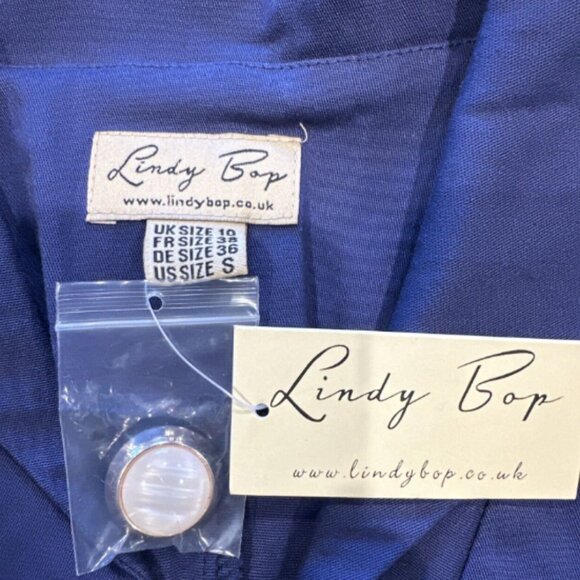 Lindy Bop
www.lindybop.co.uk
UK SIZE 10
FR SIZE 38
DE SIZE 36
US SIZE S
Lindy Bop
www.lindybop.co.uk